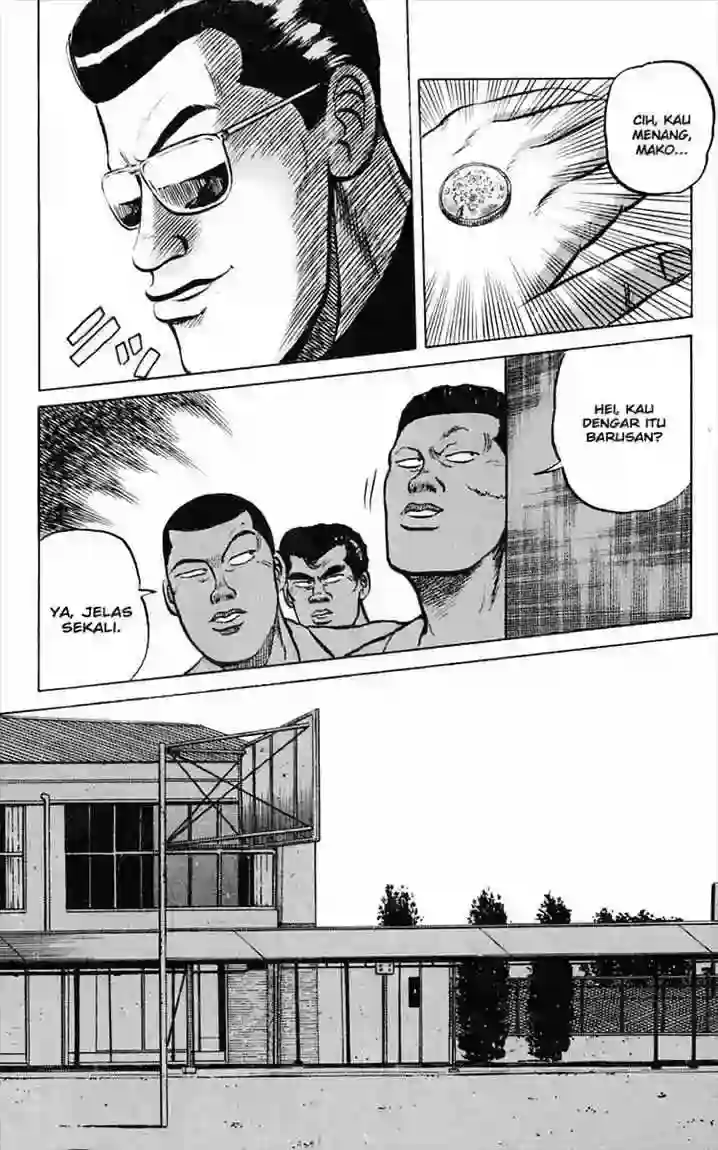 CIH, KAU
MENANG,
MAKO...
HEI, KAU
DENGAR ITU
BARUSAN?
YA, JELAS
SEKALI.